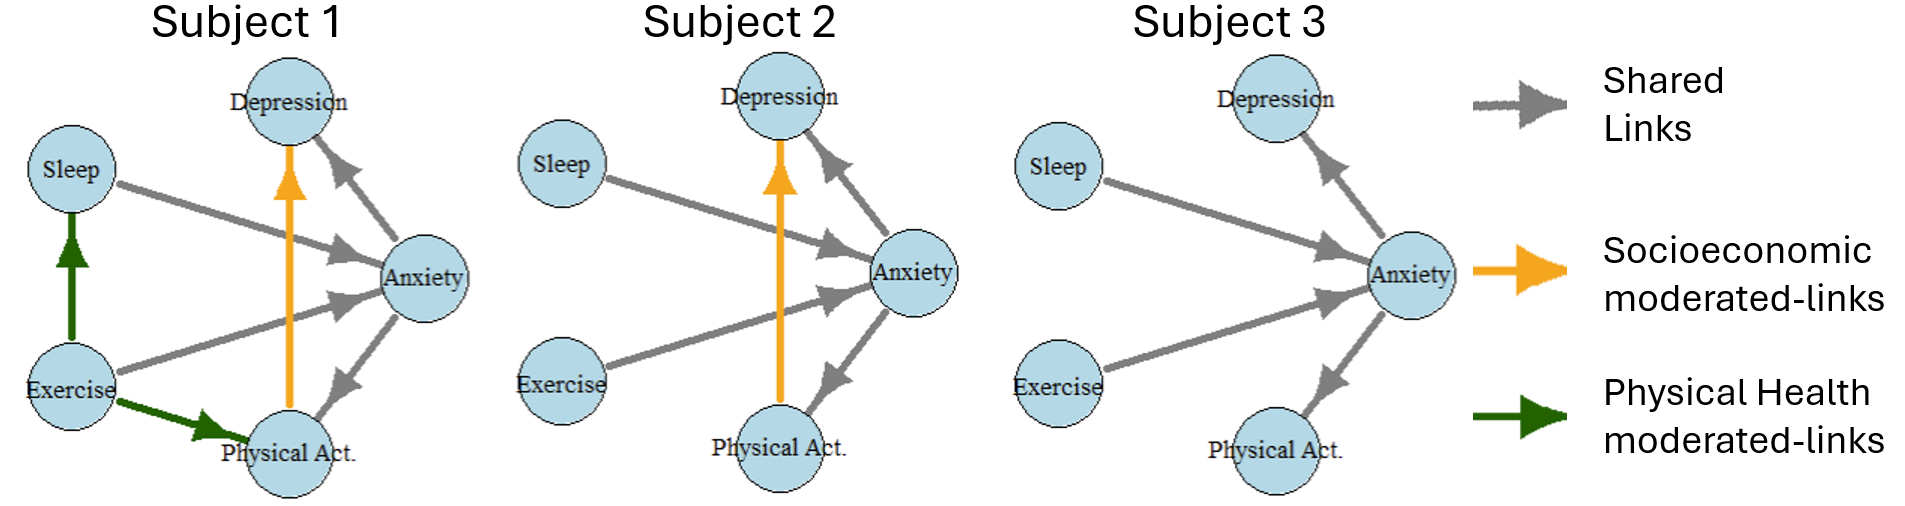 Subject 1
Subject 2
Subject 3
Depression
Sleep
Anxiety
Exercise
Physical Act.
Depression
Sleep
Anxiety
Exercise
Physical Act.
Depression
Sleep
Anxiety
Exercise
Physical Act.
Shared
Links
Socioeconomic
moderated-links
Physical Health
moderated-links